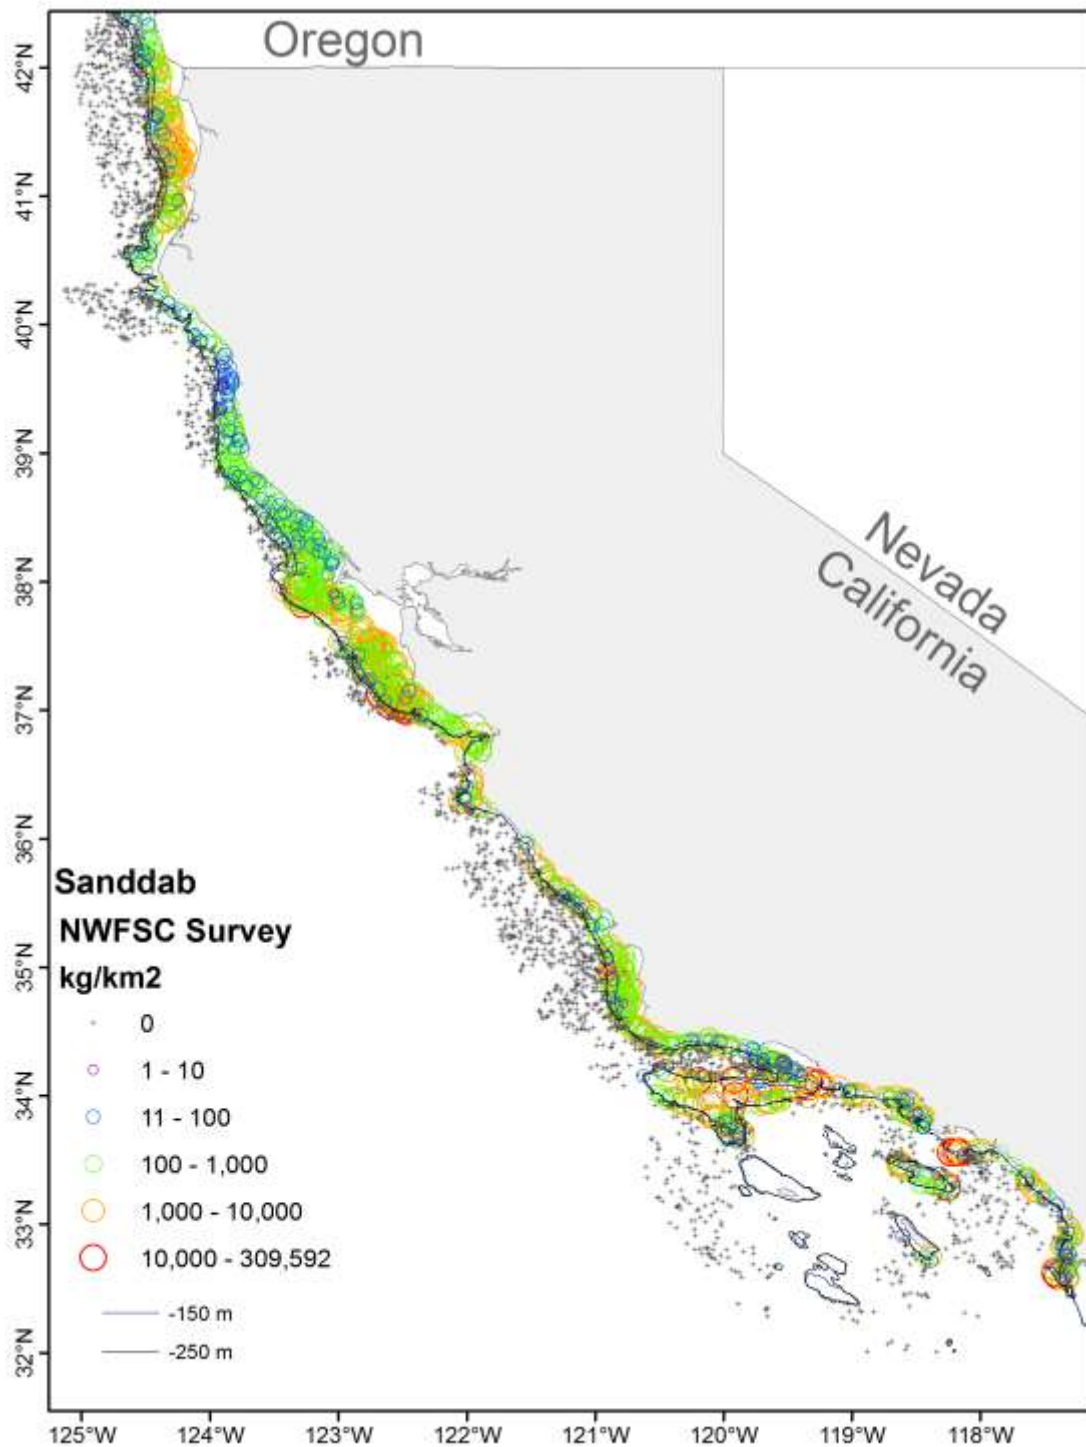 Oregon
Nevada
California
42°N
41°N
40°N
39°N
38°N
37°N
36°N
35°N
34°N
33°N
32°N
Sanddab
NWFSC Survey
kg/km2
0
1 - 10
11 - 100
100 - 1,000
1,000 - 10,000
10,000 - 309,592
-150 m
-250 m
125°W 124°W 123°W 122°W 121°W 120°W 119°W 118°W